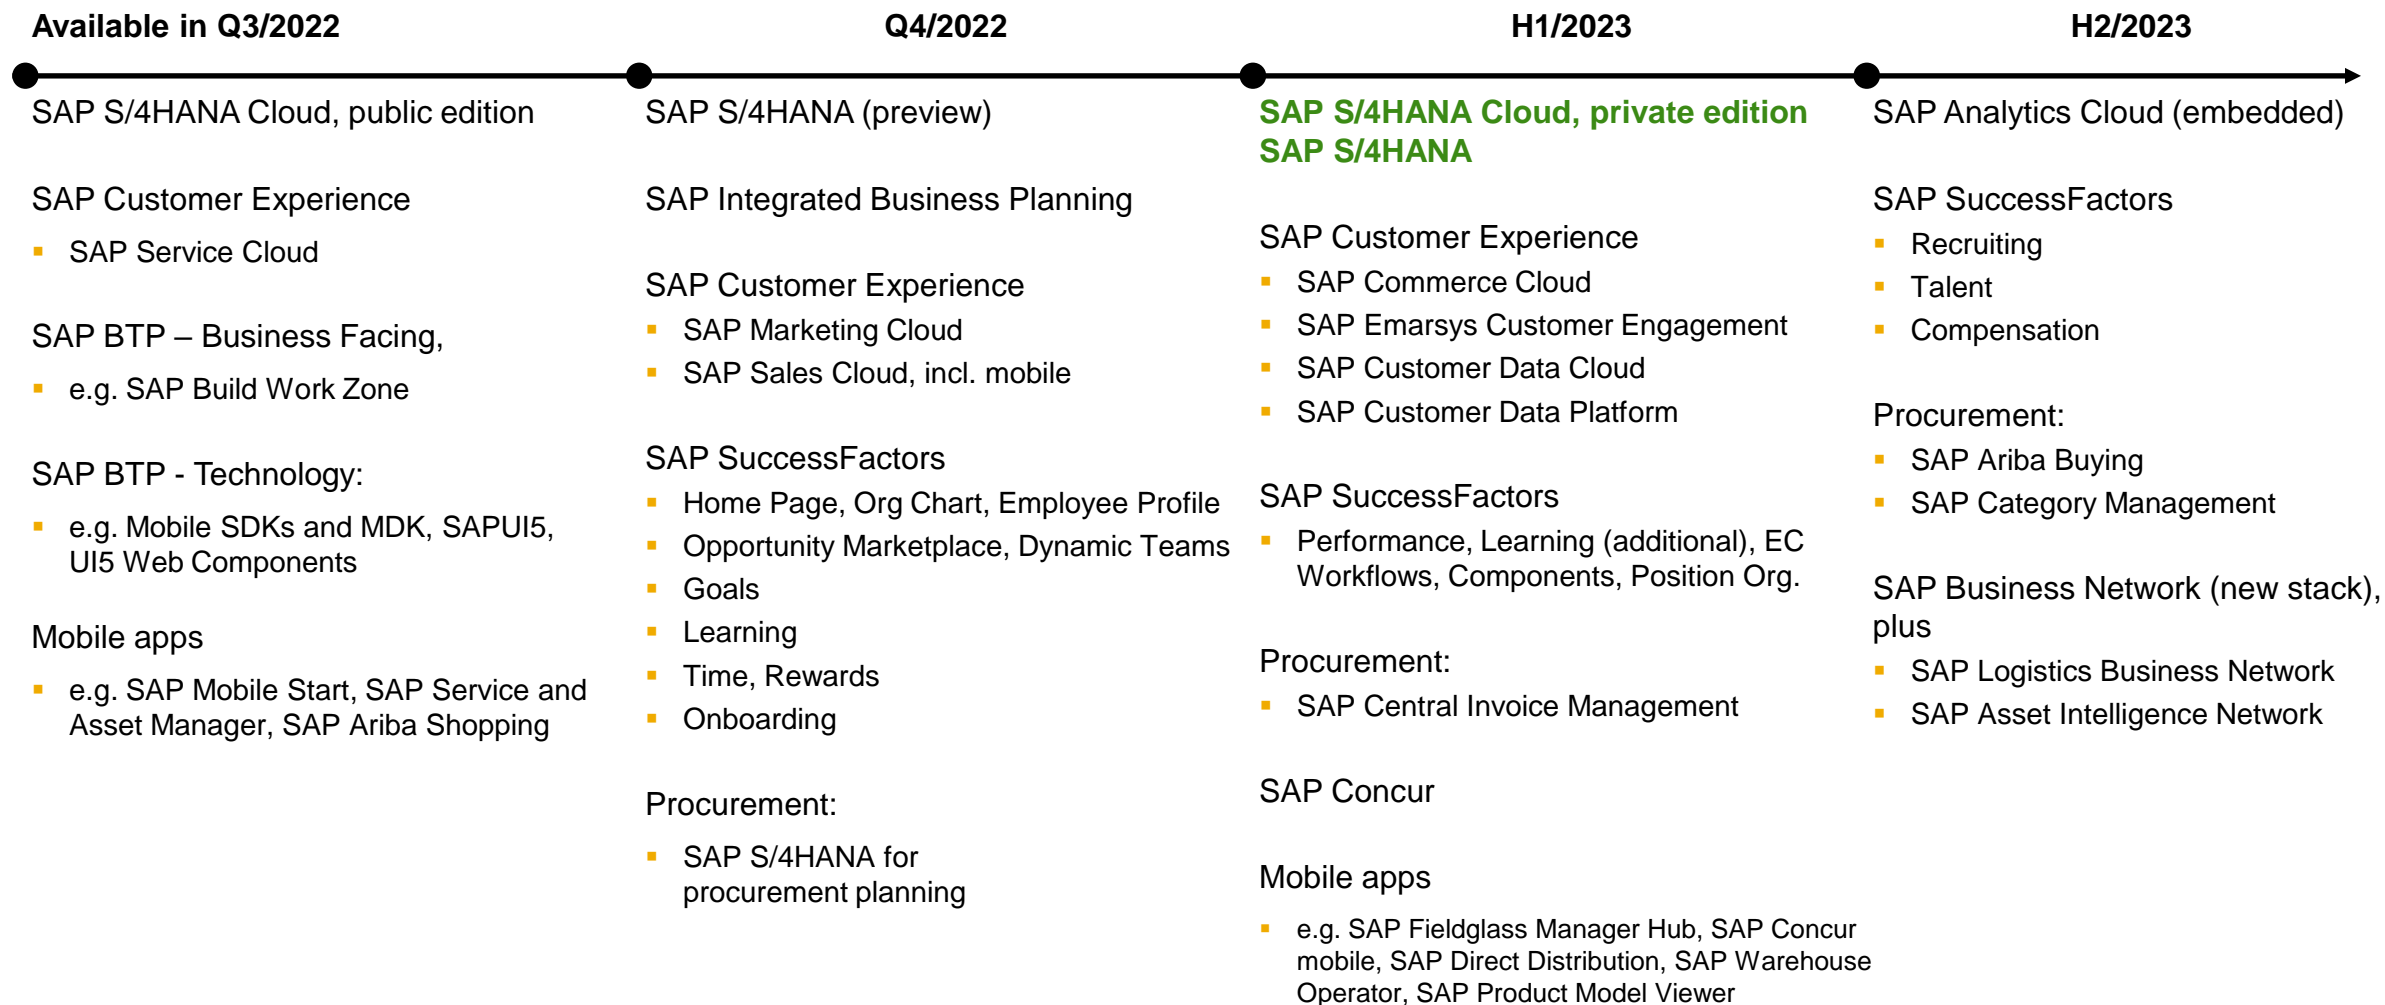 Available in Q3/2022
Q4/2022
H1/2023
H2/2023
SAP S/4HANA Cloud, public edition
SAP Customer Experience
SAP Service Cloud
SAP BTP – Business Facing,
e.g. SAP Build Work Zone
SAP BTP - Technology:
e.g. Mobile SDKs and MDK, SAPUI5,
UI5 Web Components
Mobile apps
e.g. SAP Mobile Start, SAP Service and
Asset Manager, SAP Ariba Shopping
SAP S/4HANA (preview)
SAP Integrated Business Planning
SAP Customer Experience
SAP Marketing Cloud
SAP Sales Cloud, incl. mobile
SAP SuccessFactors
Home Page, Org Chart, Employee Profile
Opportunity Marketplace, Dynamic Teams
Goals
Learning
Time, Rewards
Onboarding
Procurement:
SAP S/4HANA for
procurement planning
SAP S/4HANA Cloud, private edition
SAP S/4HANA
SAP Customer Experience
SAP Commerce Cloud
SAP Emarsys Customer Engagement
SAP Customer Data Cloud
SAP Customer Data Platform
SAP SuccessFactors
Performance, Learning (additional), EC
Workflows, Components, Position Org.
Procurement:
SAP Central Invoice Management
SAP Concur
Mobile apps
e.g. SAP Fieldglass Manager Hub, SAP Concur
mobile, SAP Direct Distribution, SAP Warehouse
Operator, SAP Product Model Viewer
SAP Analytics Cloud (embedded)
SAP SuccessFactors
Recruiting
Talent
Compensation
Procurement:
SAP Ariba Buying
SAP Category Management
SAP Business Network (new stack),
plus
SAP Logistics Business Network
SAP Asset Intelligence Network